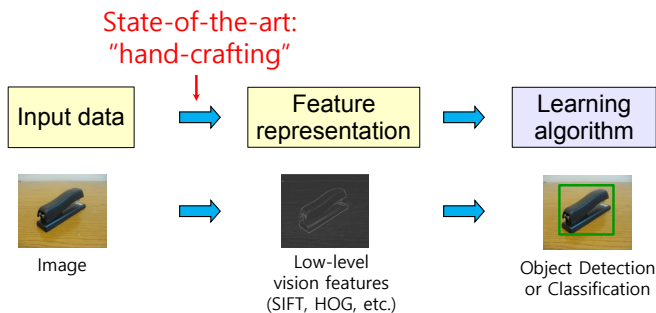 State-of-the-art:
"hand-crafting"
Input data
Feature
representation
Learning
algorithm
Image
Low-level
vision features
(SIFT, HOG, etc.)
Object Detection
or Classification